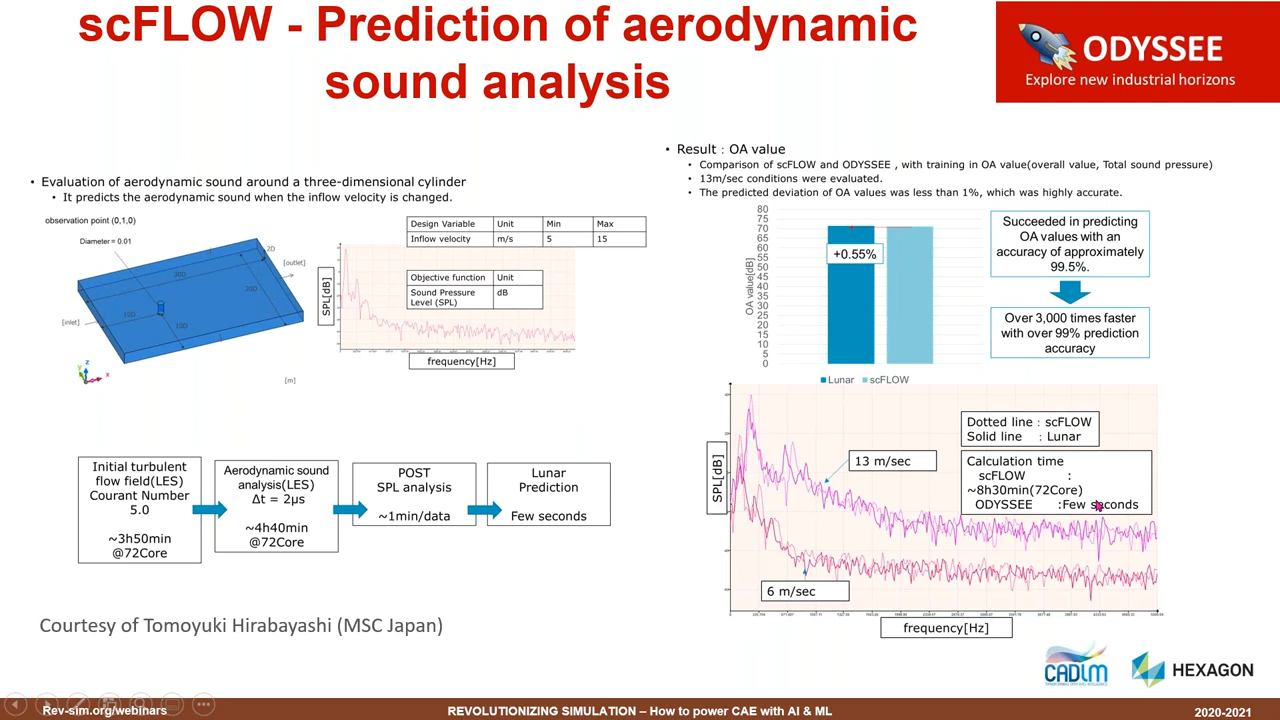 scFLOW - Prediction of aerodynamic
sound analysis
ODYSSEE
Explore new industrial horizons
• Evaluation of aerodynamic sound around a three-dimensional cylinder
• It predicts the aerodynamic sound when the inflow velocity is changed.
observation point (0,1,0)
Diameter = 0.01
2D
[outlet]
[inlet]
[m]
z
y
x
Design Variable Unit Min Max
Inflow velocity m/s 5 15
Objective function Unit
Sound Pressure
Level (SPL) dB
SPL[dB]
frequency[Hz]
Initial turbulent
flow field(LES)
Courant Number
5.0
~3h50min
@72Core
Aerodynamic sound
analysis(LES)
Δt = 2μs
~4h40min
@72Core
POST
SPL analysis
~1min/data
Lunar
Prediction
Few seconds
Courtesy of Tomoyuki Hirabayashi (MSC Japan)
• Result : OA value
• Comparison of scFLOW and ODYSSEE , with training in OA value(overall value, Total sound pressure)
• 13m/sec conditions were evaluated.
• The predicted deviation of OA values was less than 1%, which was highly accurate.
80
75
70
65
60
55
50
45
40
35
30
25
20
15
10
5
0
OA value[dB]
+0.55%
Lunar scFLOW
Succeeded in predicting
OA values with an
accuracy of approximately
99.5%.
Over 3,000 times faster
with over 99% prediction
accuracy
SPL[dB]
Dotted line : scFLOW
Solid line : Lunar
13 m/sec
Calculation time
scFLOW :
~8h30min(72Core)
ODYSSEE :Few seconds
6 m/sec
frequency[Hz]
CADLM
HEXAGON
Rev-sim.org/webinars
REVOLUTIONIZING SIMULATION – How to power CAE with AI & ML
2020-2021